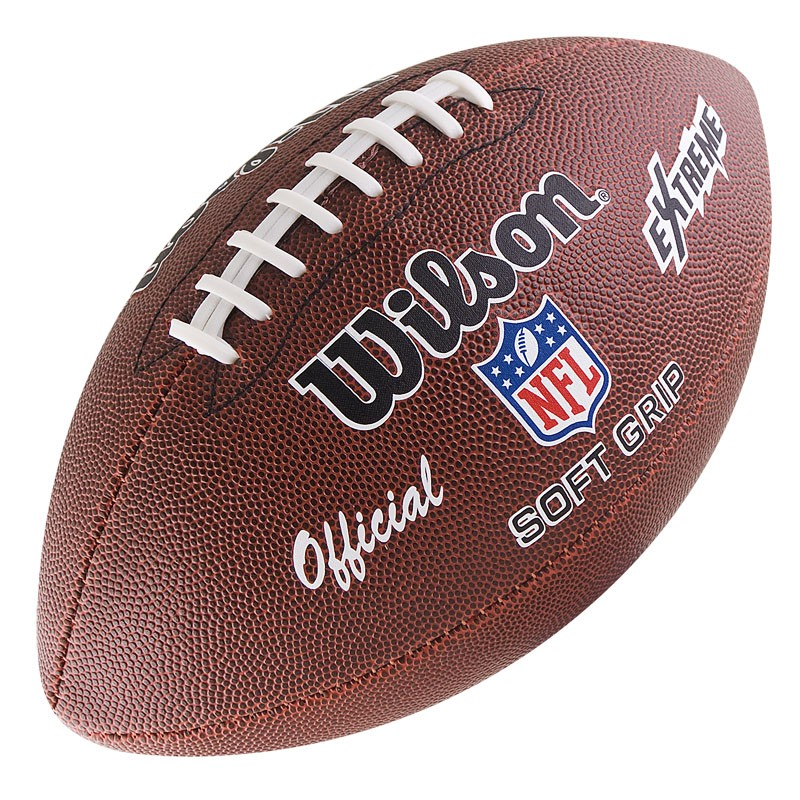 Wilson®
EXTREME
NFL
SOFT GRIP
Official